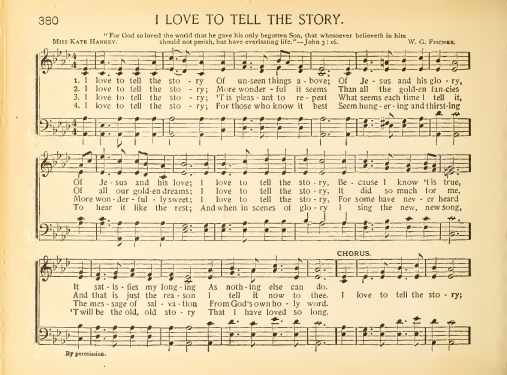 380
I LOVE TO TELL THE STORY.
"For God so loved the world that he gave his only begotten Son, that whosoever believeth in him
MISS KATE HANKEY. should not perish, but have everlasting life."—John 3: 16. W. G. FISCHER.
1. I love to tell the sto - ry Of un-seen things a - bove; Of Je - sus and his glo - ry,
2. I love to tell the sto - ry; More wonder - ful it seems Than all the gold-en fan-cies
3. I love to tell the sto - ry; 'T is pleas - ant to re - peat What seems each time I tell it,
4. I love to tell the sto - ry; For those who know it best Seem hung-er - ing and thirst-ing
Of Je - sus and his love; I love to tell the sto - ry, Be - cause I know 't is true,
Of all our gold-en dreams; I love to tell the sto - ry, It did so much for me,
More won - der - ful - ly sweet; I love to tell the sto - ry, For some have nev - er heard
To hear it like the rest; And when in scenes of glo - ry I sing the new, new song,
CHORUS.
It sat - is - fies my long - ing As noth - ing else can do.
And that is just the rea - son I tell it now to thee. I love to tell the sto - ry;
The mes - sage of sal - va - tion From God's own ho - ly word.
'T will be the old, old sto - ry That I have loved so long.
By permission.